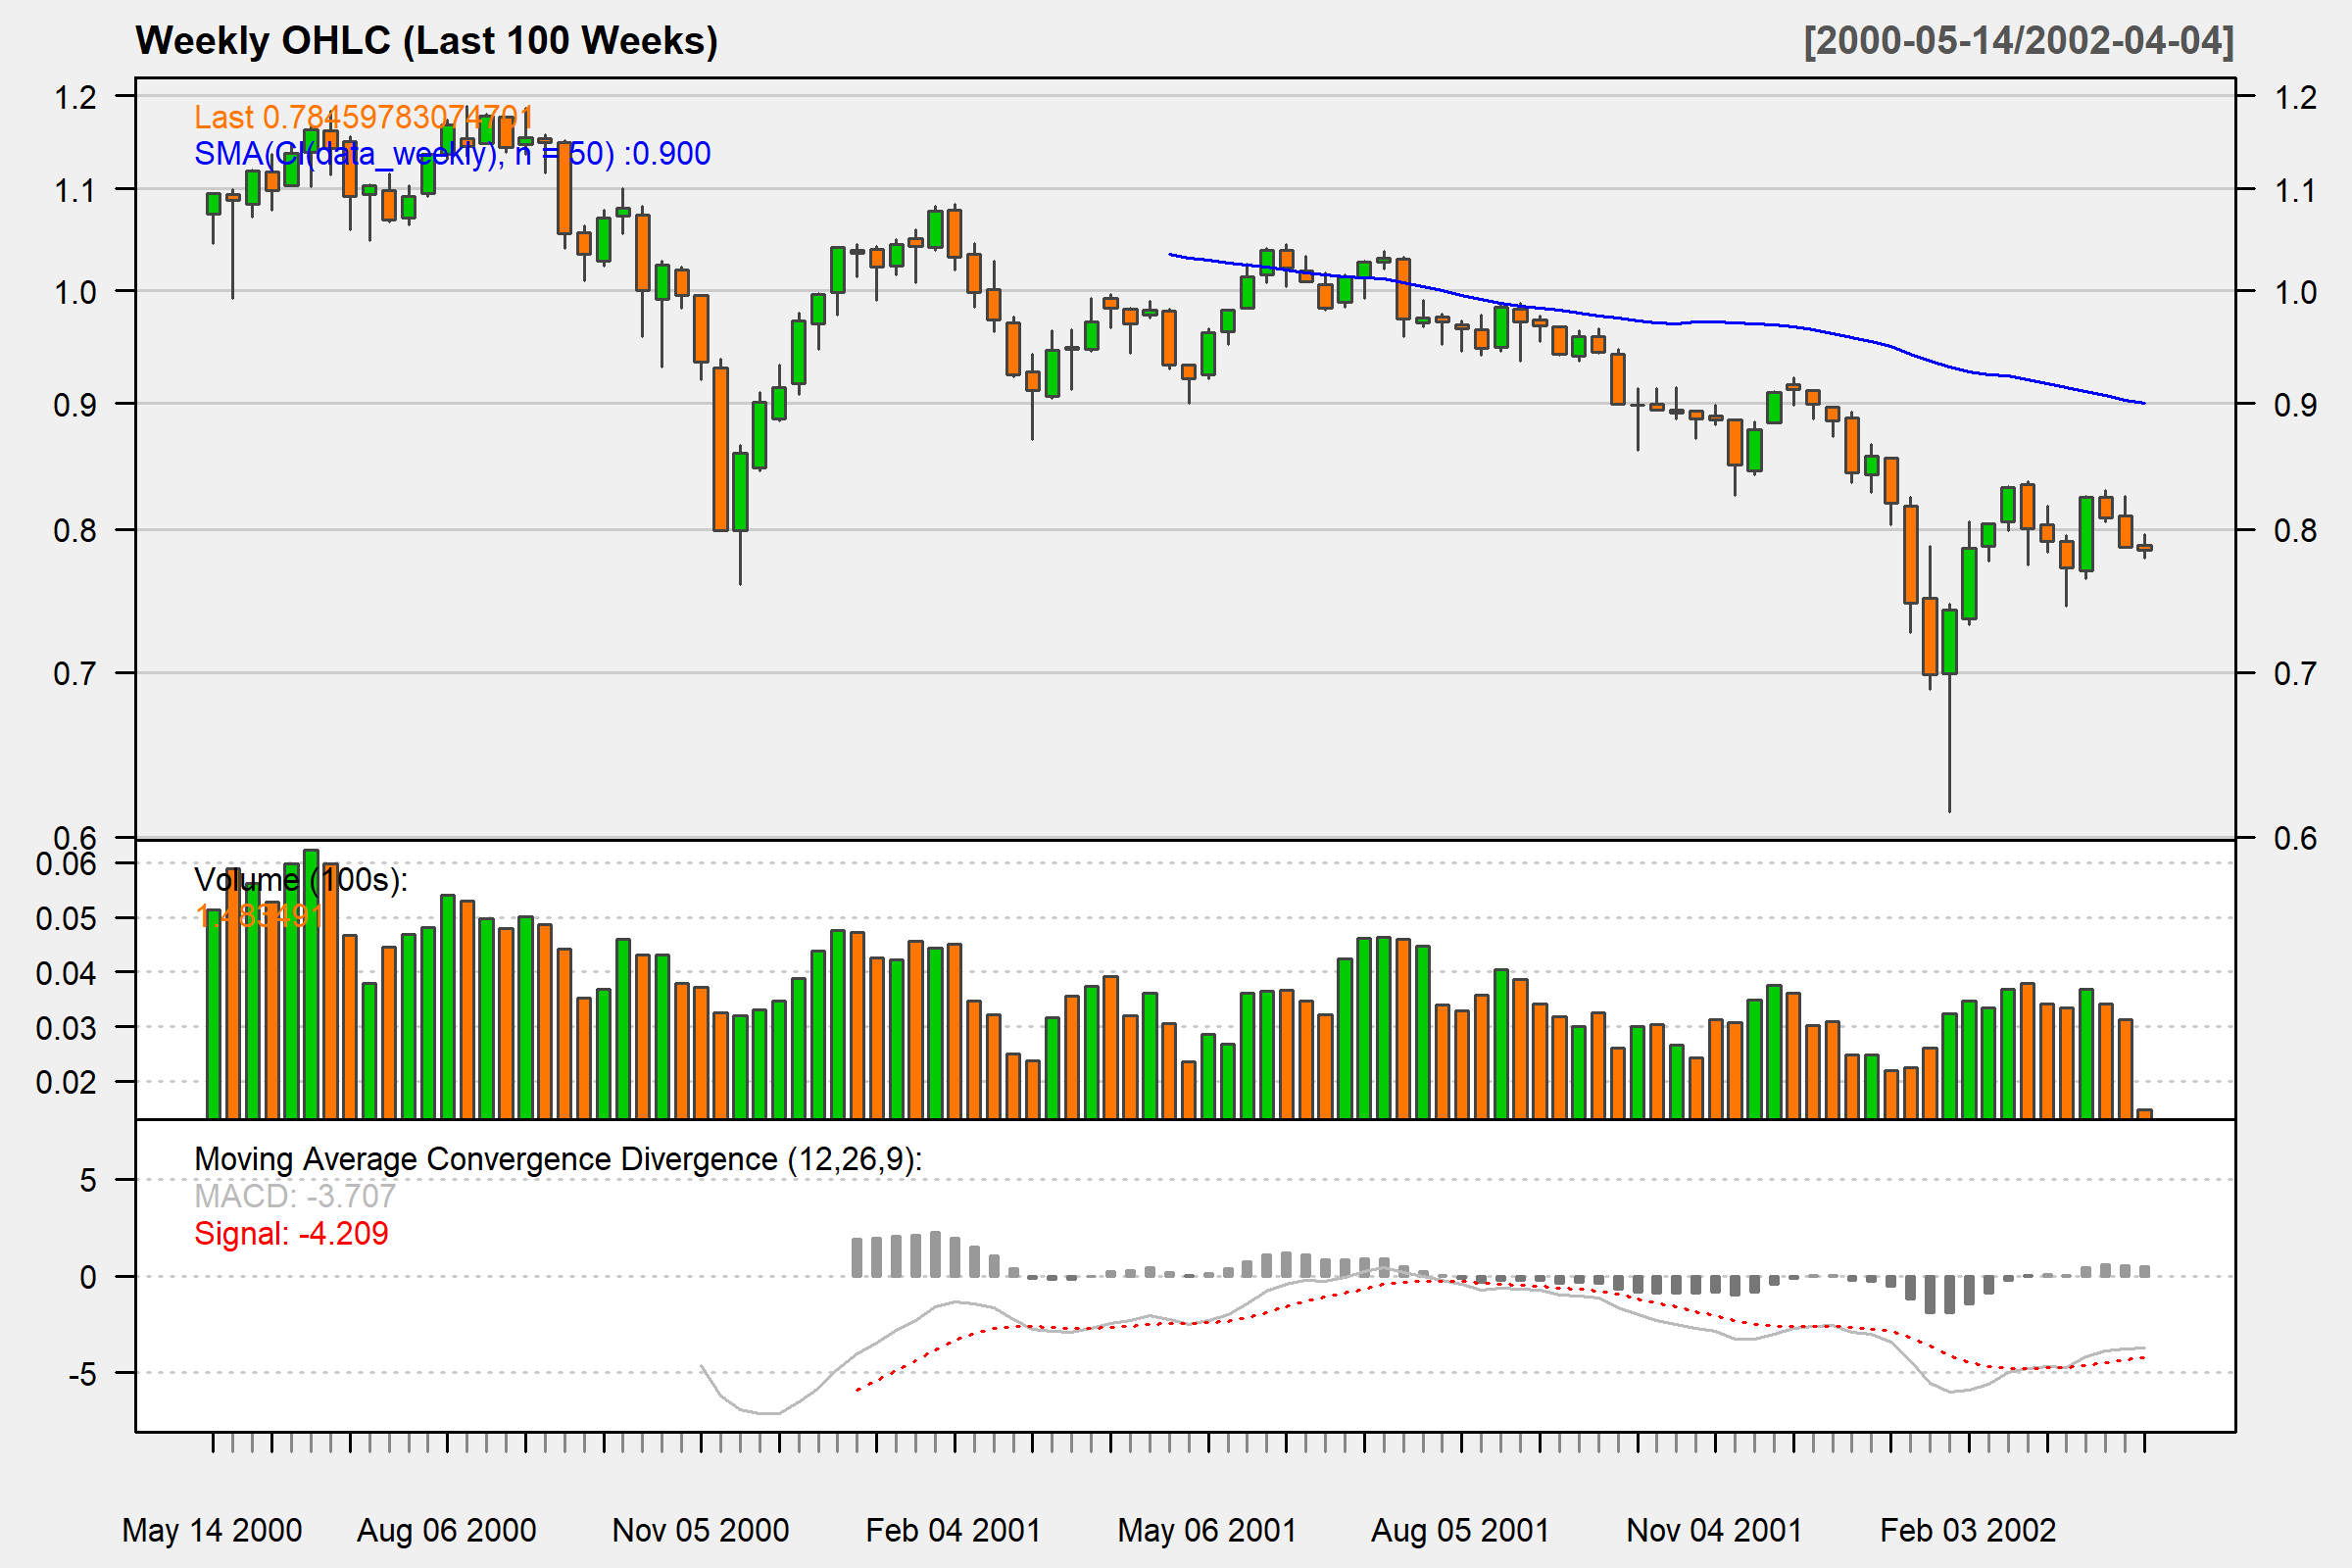 Weekly OHLC (Last 100 Weeks) [2000-05-14/2002-04-04]
Last 0.78459783074701
SMA(Cl(data_weekly), n = 50) :0.900
1.2 1.2
1.1 1.1
1.0 1.0
0.9 0.9
0.8 0.8
0.7 0.7
0.6 0.6
Volume (100s):
1.483491
0.06
0.05
0.04
0.03
0.02
Moving Average Convergence Divergence (12,26,9):
MACD: -3.707
Signal: -4.209
5
0
-5
May 14 2000 Aug 06 2000 Nov 05 2000 Feb 04 2001 May 06 2001 Aug 05 2001 Nov 04 2001 Feb 03 2002